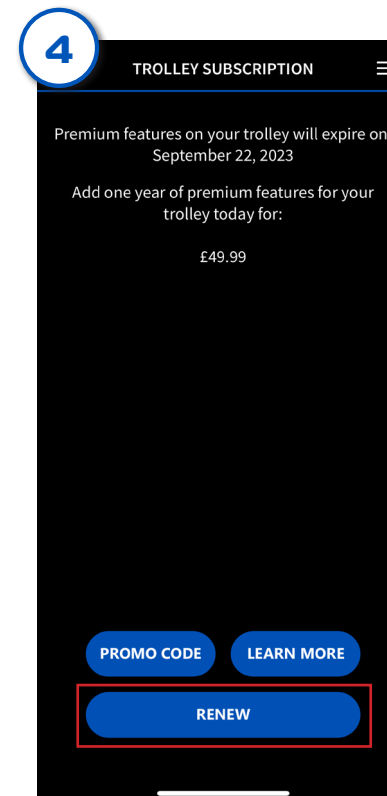 4
TROLLEY SUBSCRIPTION
Premium features on your trolley will expire on
September 22, 2023
Add one year of premium features for your
trolley today for:
£49.99
PROMO CODE
LEARN MORE
RENEW